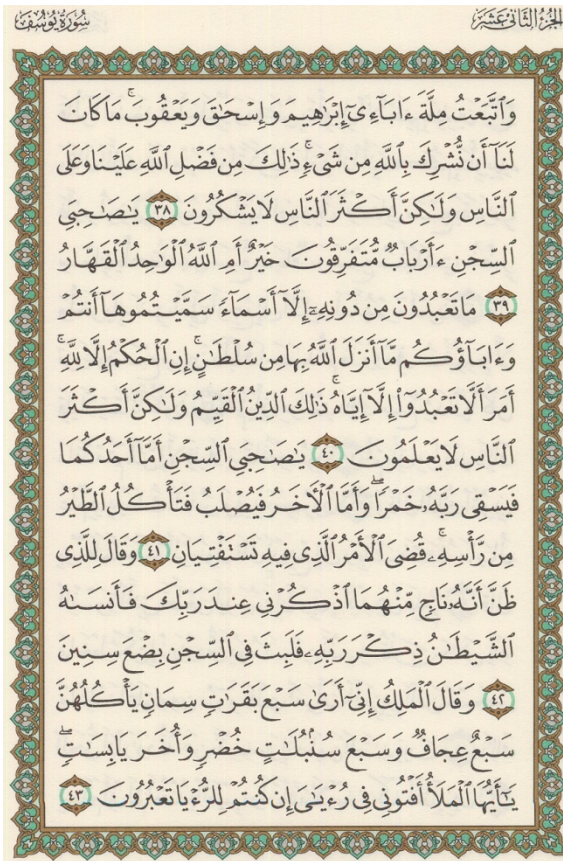 الجزء الثاني عشر
سورة يوسف
وَٱتَّبَعْتُ مِلَّةَ ءَابَآءِىٓ إِبْرَٰهِيمَ وَإِسْحَٰقَ وَيَعْقُوبَ ۚ مَا كَانَ
لَنَآ أَن نُّشْرِكَ بِٱللَّهِ مِن شَىْءٍ ۚ ذَٰلِكَ مِن فَضْلِ ٱللَّهِ عَلَيْنَا وَعَلَى
ٱلنَّاسِ وَلَٰكِنَّ أَكْثَرَ ٱلنَّاسِ لَا يَشْكُرُونَ ٣٨ يَٰصَٰحِبَىِ
ٱلسِّجْنِ ءَأَرْبَابٌ مُّتَفَرِّقُونَ خَيْرٌ أَمِ ٱللَّهُ ٱلْوَٰحِدُ ٱلْقَهَّارُ
٣٩ مَا تَعْبُدُونَ مِن دُونِهِۦٓ إِلَّآ أَسْمَآءً سَمَّيْتُمُوهَآ أَنتُمْ
وَءَابَآؤُكُم مَّآ أَنزَلَ ٱللَّهُ بِهَا مِن سُلْطَٰنٍ ۚ إِنِ ٱلْحُكْمُ إِلَّا لِلَّهِ ۚ
أَمَرَ أَلَّا تَعْبُدُوٓا۟ إِلَّآ إِيَّاهُ ۚ ذَٰلِكَ ٱلدِّينُ ٱلْقَيِّمُ وَلَٰكِنَّ أَكْثَرَ
ٱلنَّاسِ لَا يَعْلَمُونَ ٤٠ يَٰصَٰحِبَىِ ٱلسِّجْنِ أَمَّآ أَحَدُكُمَا
فَيَسْقِى رَبَّهُۥ خَمْرًا ۖ وَأَمَّا ٱلْءَاخَرُ فَيُصْلَبُ فَتَأْكُلُ ٱلطَّيْرُ
مِن رَّأْسِهِۦ ۚ قُضِىَ ٱلْأَمْرُ ٱلَّذِى فِيهِ تَسْتَفْتِيَانِ ٤١ وَقَالَ لِلَّذِى
ظَنَّ أَنَّهُۥ نَاجٍ مِّنْهُمَا ٱذْكُرْنِى عِندَ رَبِّكَ فَأَنسَىٰهُ
ٱلشَّيْطَٰنُ ذِكْرَ رَبِّهِۦ فَلَبِثَ فِى ٱلسِّجْنِ بِضْعَ سِنِينَ
٤٢ وَقَالَ ٱلْمَلِكُ إِنِّىٓ أَرَىٰ سَبْعَ بَقَرَٰتٍ سِمَانٍ يَأْكُلُهُنَّ
سَبْعٌ عِجَافٌ وَسَبْعَ سُنۢبُلَٰتٍ خُضْرٍ وَأُخَرَ يَابِسَٰتٍ ۖ
يَٰٓأَيُّهَا ٱلْمَلَأُ أَفْتُونِى فِى رُءْيَٰىَ إِن كُنتُمْ لِلرُّءْيَا تَعْبُرُونَ ٤٣